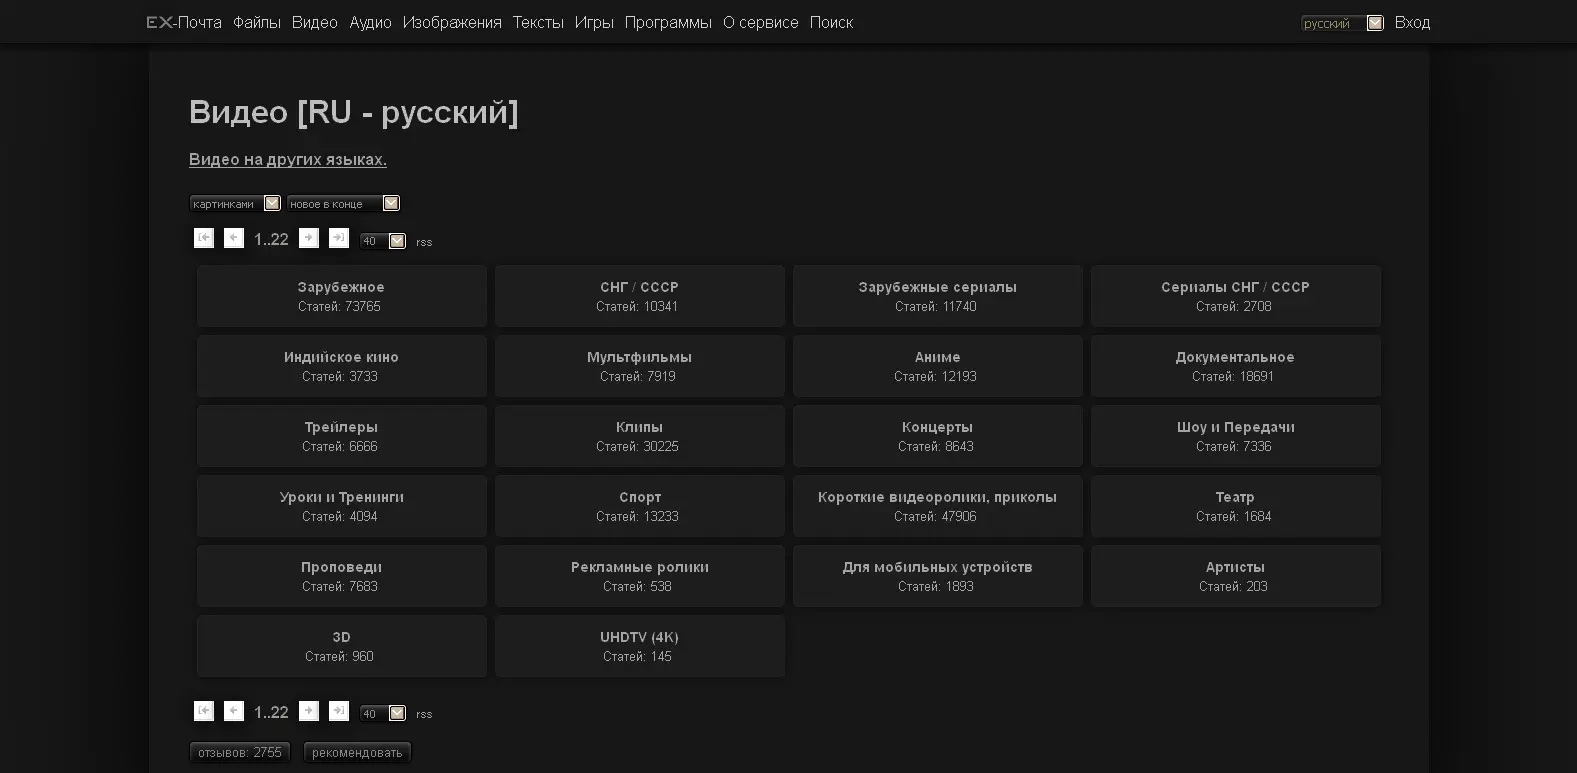 EX-Почта Файлы Видео Аудио Изображения Тексты Игры Программы О сервисе Поиск русский Вход
Видео [RU - русский]
Видео на других языках.
картинками новое в конце
1..22 40 rss
Зарубежное СНГ / СССР Зарубежные сериалы Сериалы СНГ / СССР
Статей: 73765 Статей: 10341 Статей: 11740 Статей: 2708
Индийское кино Мультфильмы Аниме Документальное
Статей: 3733 Статей: 7919 Статей: 12193 Статей: 18691
Трейлеры Клипы Концерты Шоу и Передачи
Статей: 6666 Статей: 30225 Статей: 8643 Статей: 7336
Уроки и Тренинги Спорт Короткие видеоролики, приколы Театр
Статей: 4094 Статей: 13233 Статей: 47906 Статей: 1684
Проповеди Рекламные ролики Для мобильных устройств Артисты
Статей: 7683 Статей: 538 Статей: 1893 Статей: 203
3D UHDTV (4K)
Статей: 960 Статей: 145
1..22 40 rss
отзывов: 2755 рекомендовать